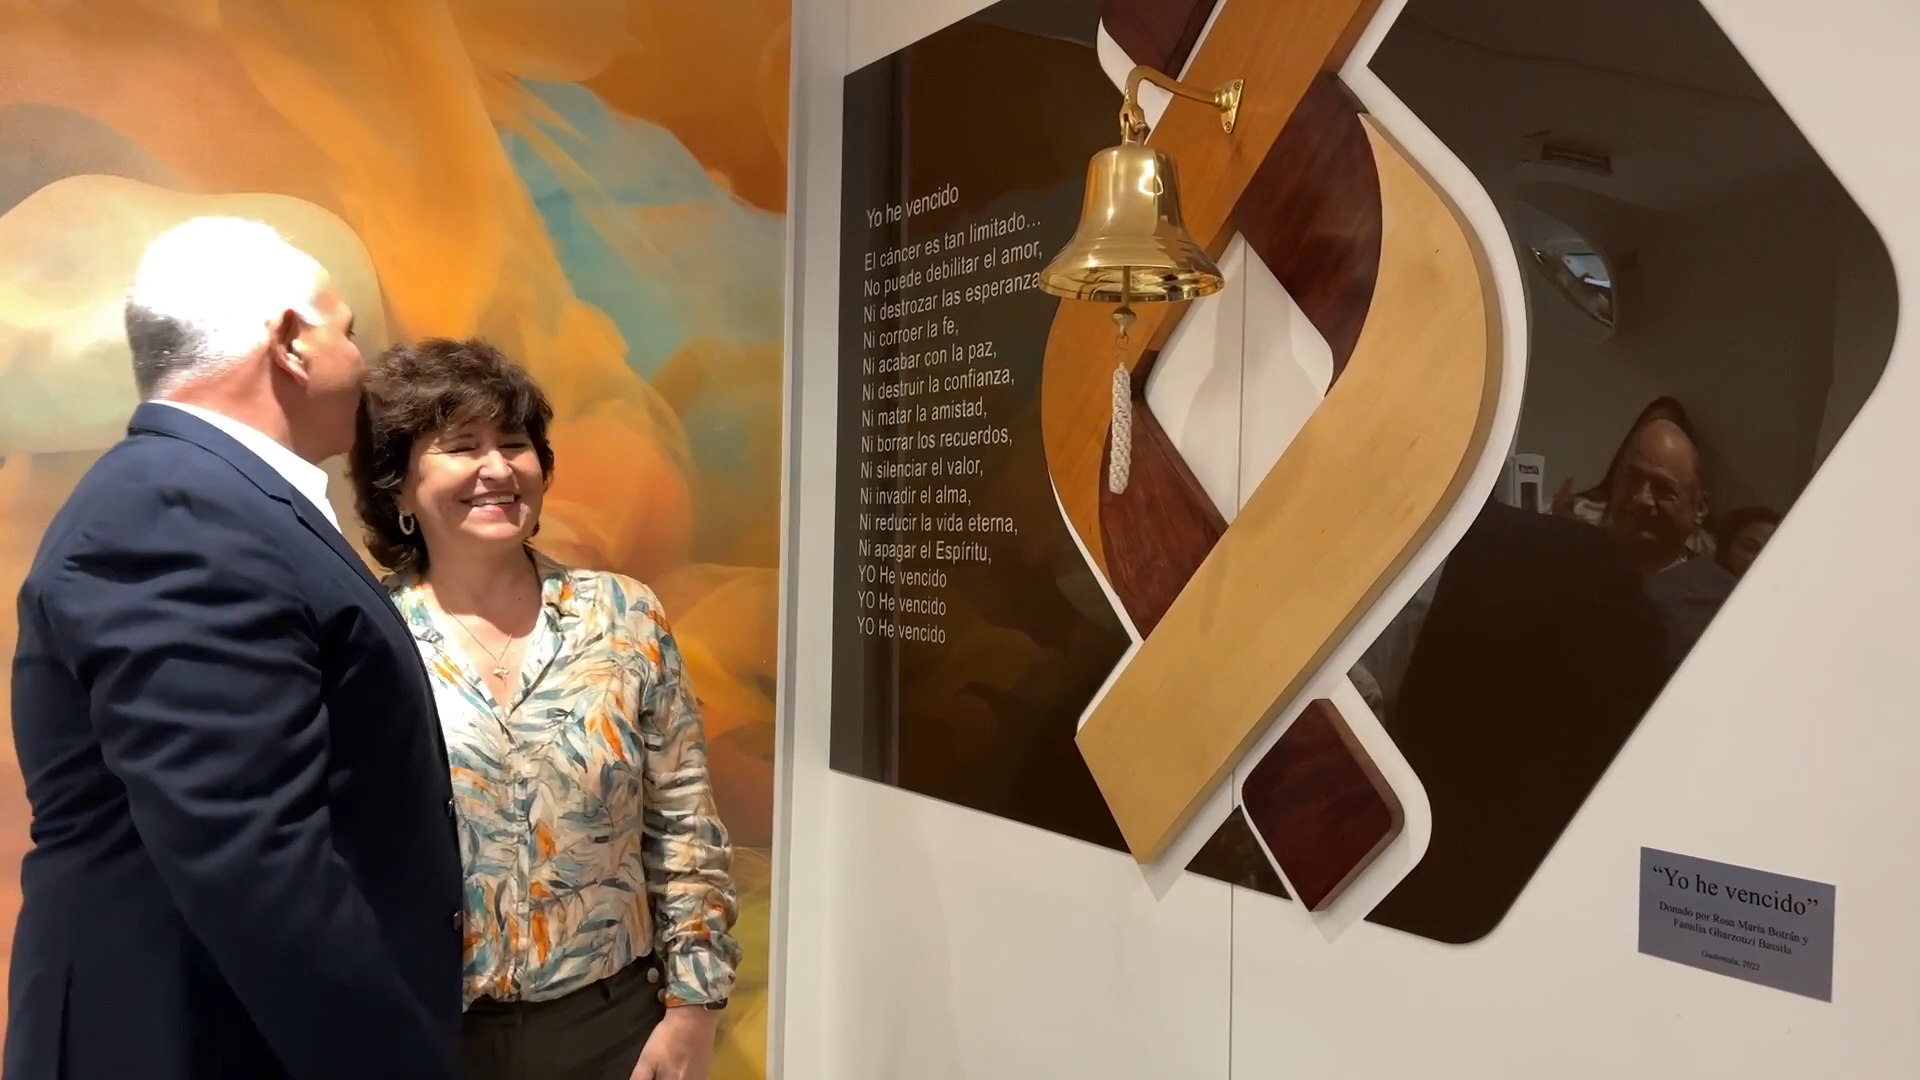 Yo he vencido
El cáncer es tan limitado...
No puede debilitar el amor,
Ni destrozar las esperanza
Ni corroer la fe,
Ni acabar con la paz,
Ni destruir la confianza,
Ni matar la amistad,
Ni borrar los recuerdos,
Ni silenciar el valor,
Ni invadir el alma,
Ni reducir la vida eterna,
Ni apagar el Espíritu,
YO He vencido
YO He vencido
YO He vencido
“Yo he vencido”
Donado por Rosa María Botrán y
Familia Gharzouzi Bassila
Guatemala, 2022